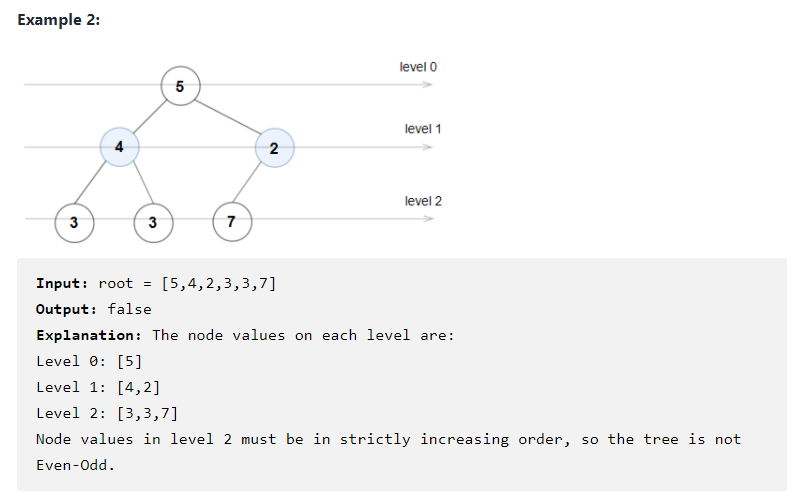 Example 2:
level 0
5
level 1
4 2
level 2
3 3 7
Input: root = [5,4,2,3,3,7]
Output: false
Explanation: The node values on each level are:
Level 0: [5]
Level 1: [4,2]
Level 2: [3,3,7]
Node values in level 2 must be in strictly increasing order, so the tree is not
Even-Odd.